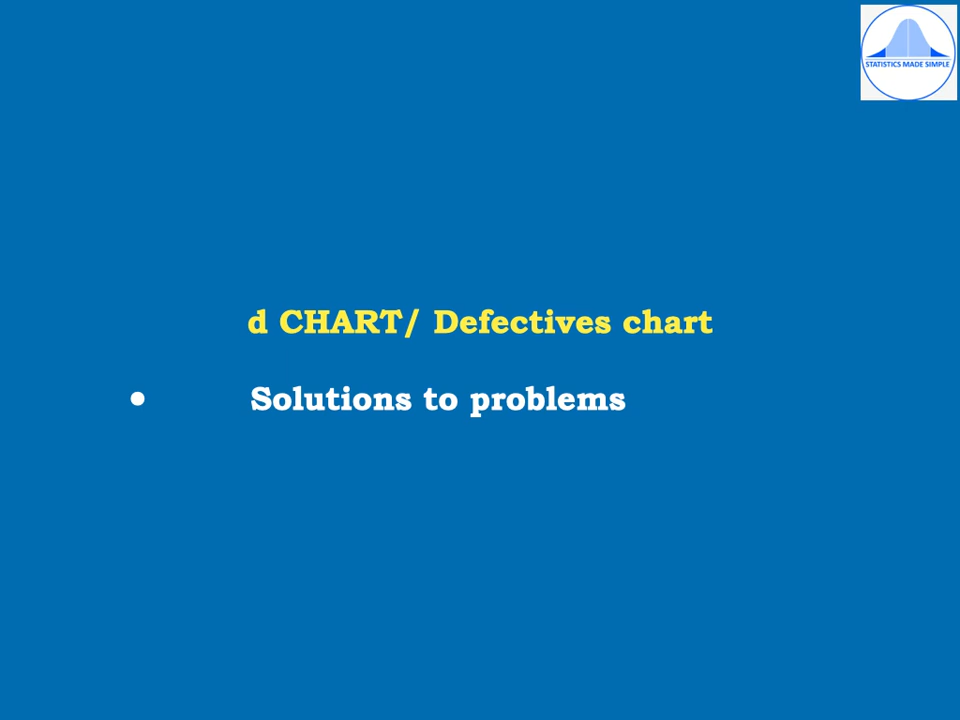 STATISTICS MADE SIMPLE
d CHART/ Defectives chart
• Solutions to problems